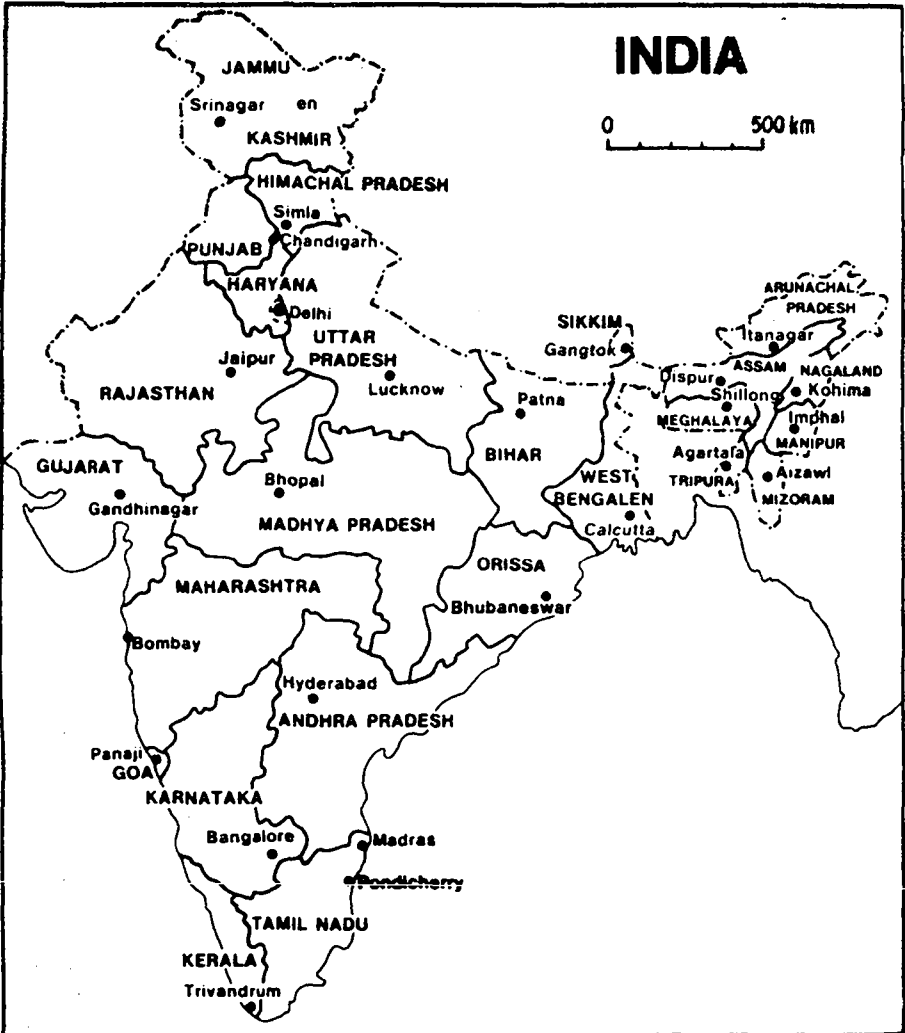 INDIA
0 500 km
JAMMU
Srinagar en
KASHMIR
HIMACHAL PRADESH
Simla
Chandigarh
PUNJAB
HARYANA
Delhi
UTTAR
PRADESH
Lucknow
Jaipur
RAJASTHAN
SIKKIM
Gangtok
ARUNACHAL
PRADESH
Itanagar
ASSAM
Dispur
NAGALAND
Kohima
Shillong
MEGHALAYA
Imphal
MANIPUR
Agartala
TRIPURA
Aizawl
MIZORAM
Patna
BIHAR
WEST
BENGALEN
Calcutta
GUJARAT
Gandhinagar
Bhopal
MADHYA PRADESH
ORISSA
Bhubaneswar
MAHARASHTRA
Bombay
Hyderabad
ANDHRA PRADESH
Panaji
GOA
KARNATAKA
Bangalore
Madras
Pondicherry
TAMIL NADU
KERALA
Trivandrum